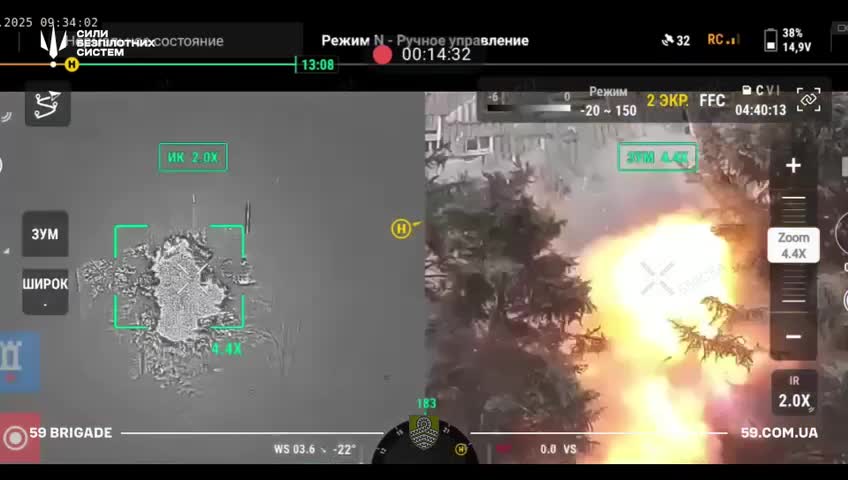 .2025 09:34:02
СИЛИ
БЕЗПІЛОТНИХ
СИСТЕМ
состояние
Режим N - Ручное управление
32
RC
38%
14,9V
H
13:08
00:14:32
-6
0
Режим
-20 ~ 150
2 ЭКР.
FFC
C V I
04:40:13
ИК 2.0X
ЗУМ 4.4X
ЗУМ
ШИРОК
.
H
Zoom
4.4X
4.4X
IR
2.0X
183
59 BRIGADE
59.COM.UA
WS 03.6
-22°
H
0.0 VS